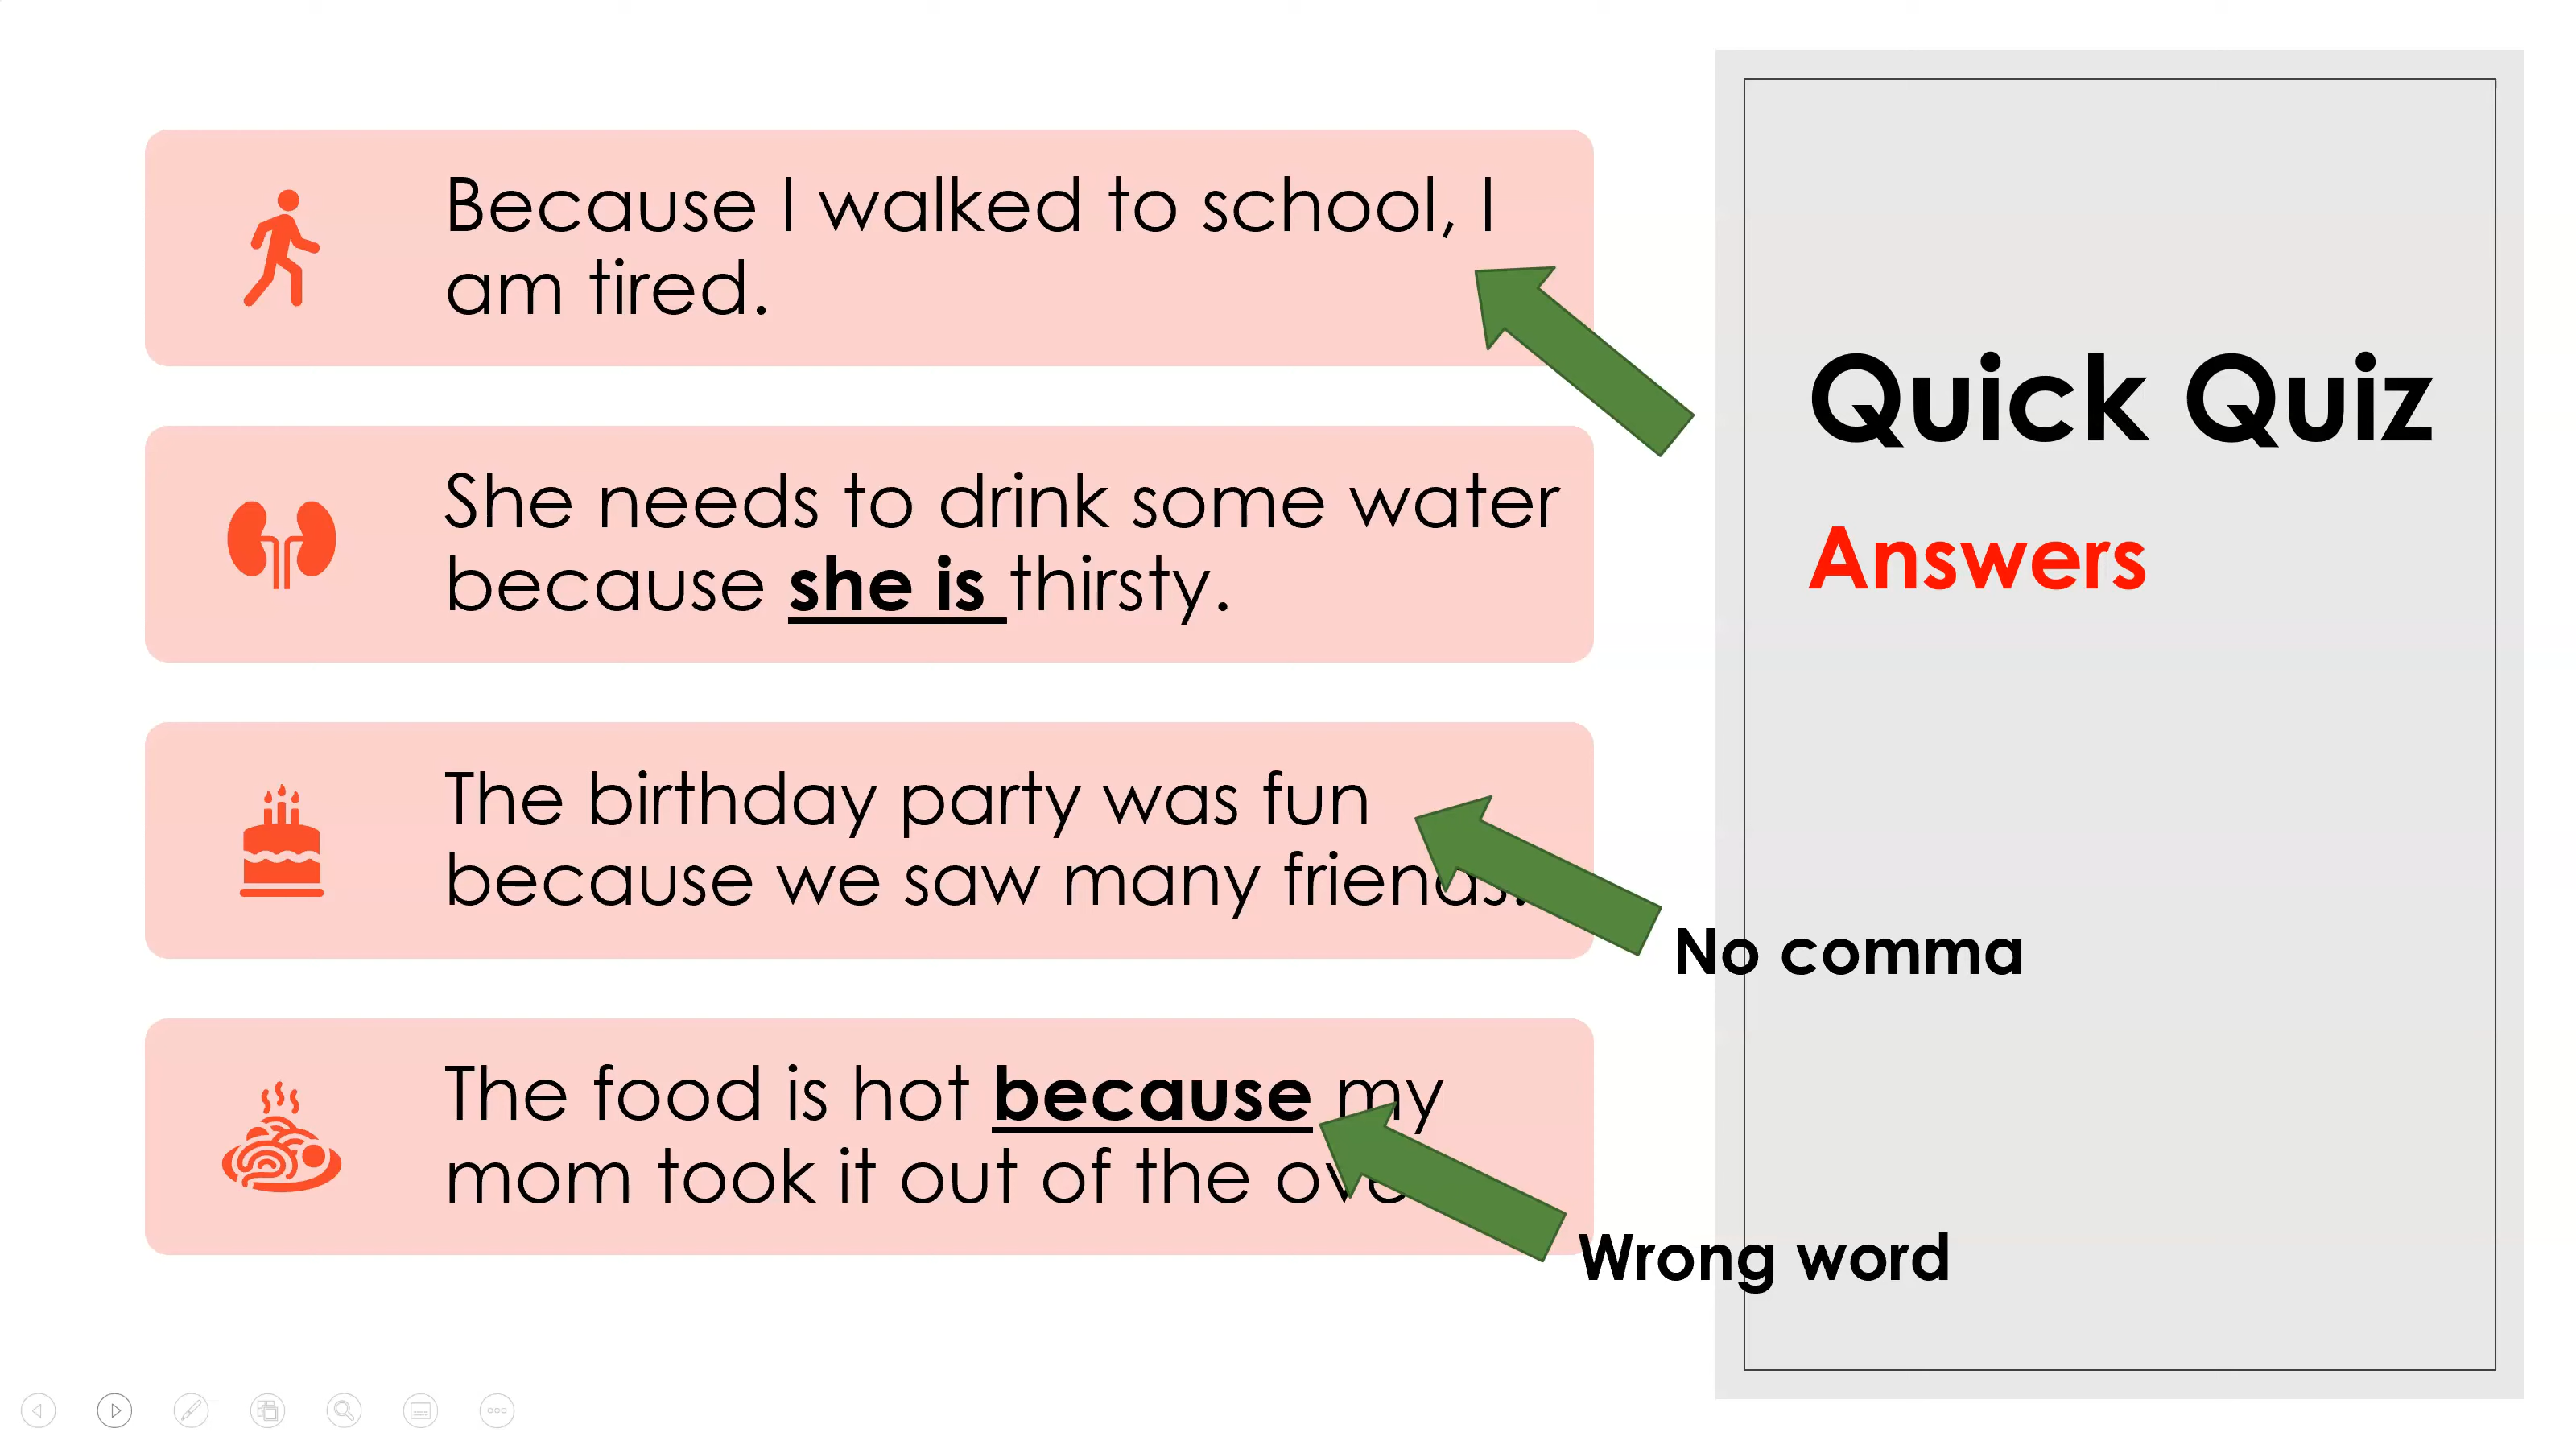 Because I walked to school, I
am tired.
She needs to drink some water
because she is thirsty.
The birthday party was fun
because we saw many friends.
The food is hot because my
mom took it out of the
Quick Quiz
Answers
No comma
Wrong word